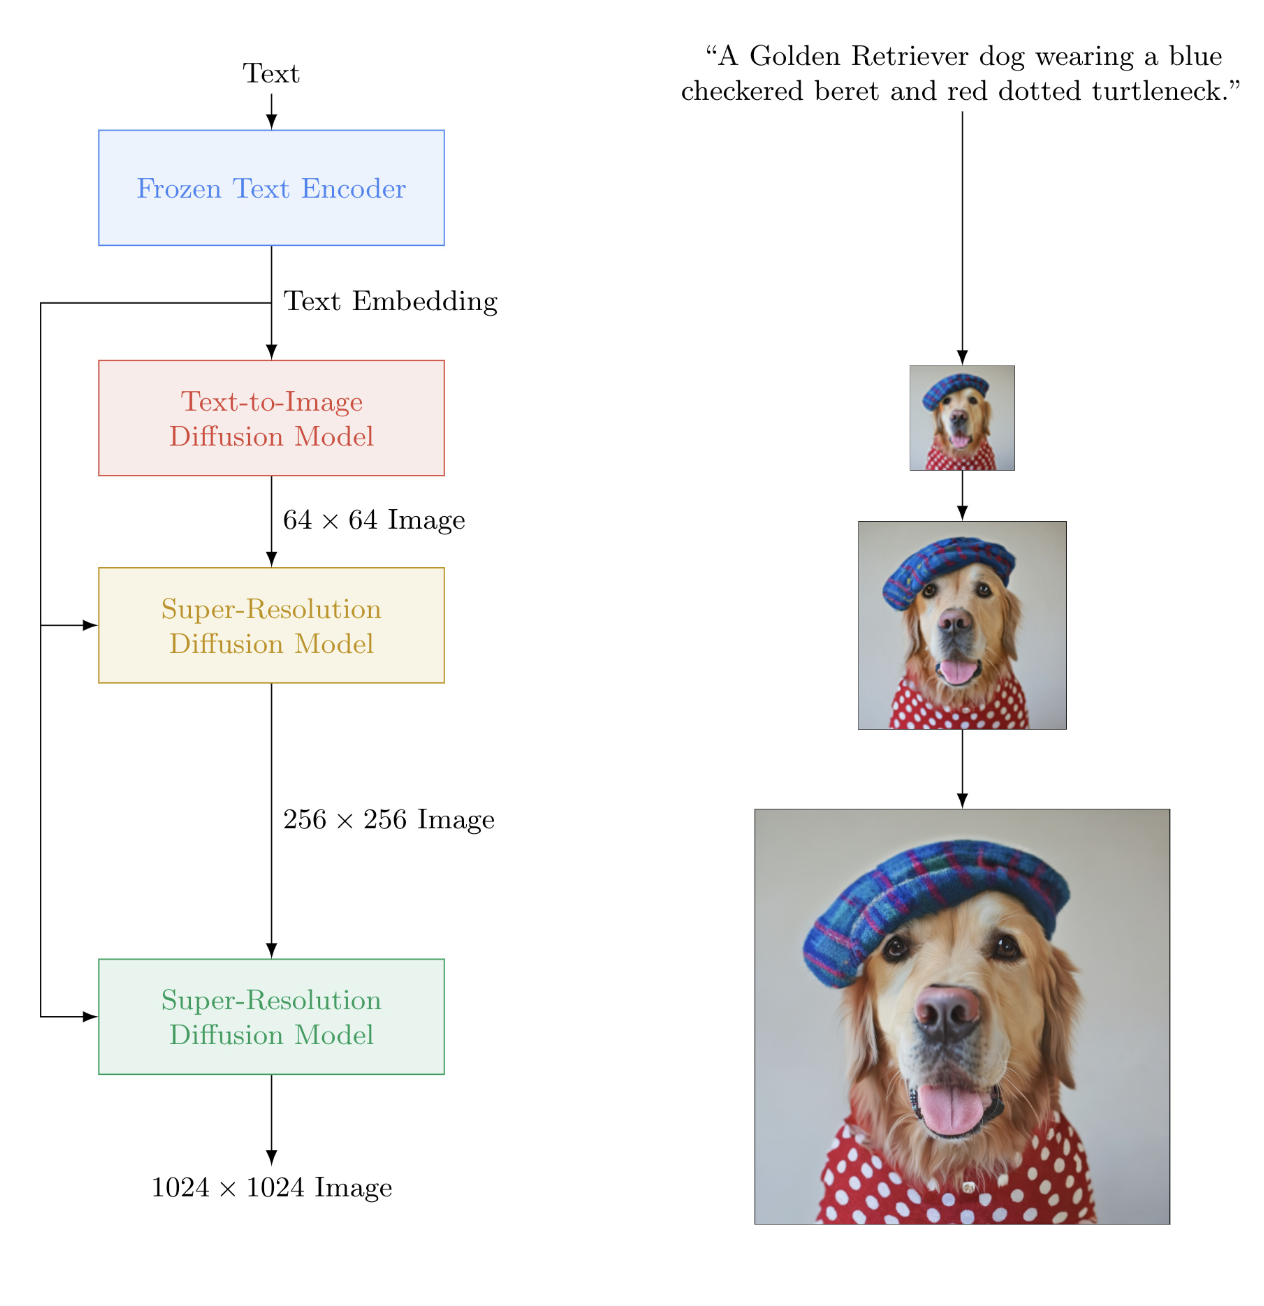 Text
Frozen Text Encoder
Text Embedding
Text-to-Image
Diffusion Model
64 × 64 Image
Super-Resolution
Diffusion Model
256 × 256 Image
Super-Resolution
Diffusion Model
1024 × 1024 Image
“A Golden Retriever dog wearing a blue
checkered beret and red dotted turtleneck.”